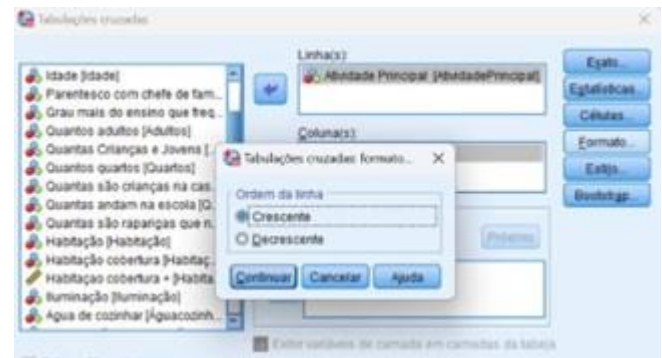 Tabulações cruzadas
Linha(s):
Atividade Principal [AtividadePrincipal]
Idade [Idade]
Parentesco com chefe de fam...
Grau mais do ensino que freq...
Quantos adultos [Adultos]
Quantas Crianças e Jovens [...
Quantos quartos [Quartos]
Quantas são crianças na cas...
Quantas andam na escola [Q...
Quantas são raparigas que n...
Habitação [Habitação]
Habitação cobertura [Habitaç...
Habitaçao cobertura + [Habita...
Iluminação [Iluminação]
Agua de cozinhar [Águacozinh...
Coluna(s):
Tabulações cruzadas formato...
Ordem da linha
Crescente
Decrescente
Continuar
Cancelar
Ajuda
Próximo
Exibir variáveis de camada em camadas da tabela
Exato...
Estatísticas...
Células...
Formato...
Estilo...
Bootstrap...